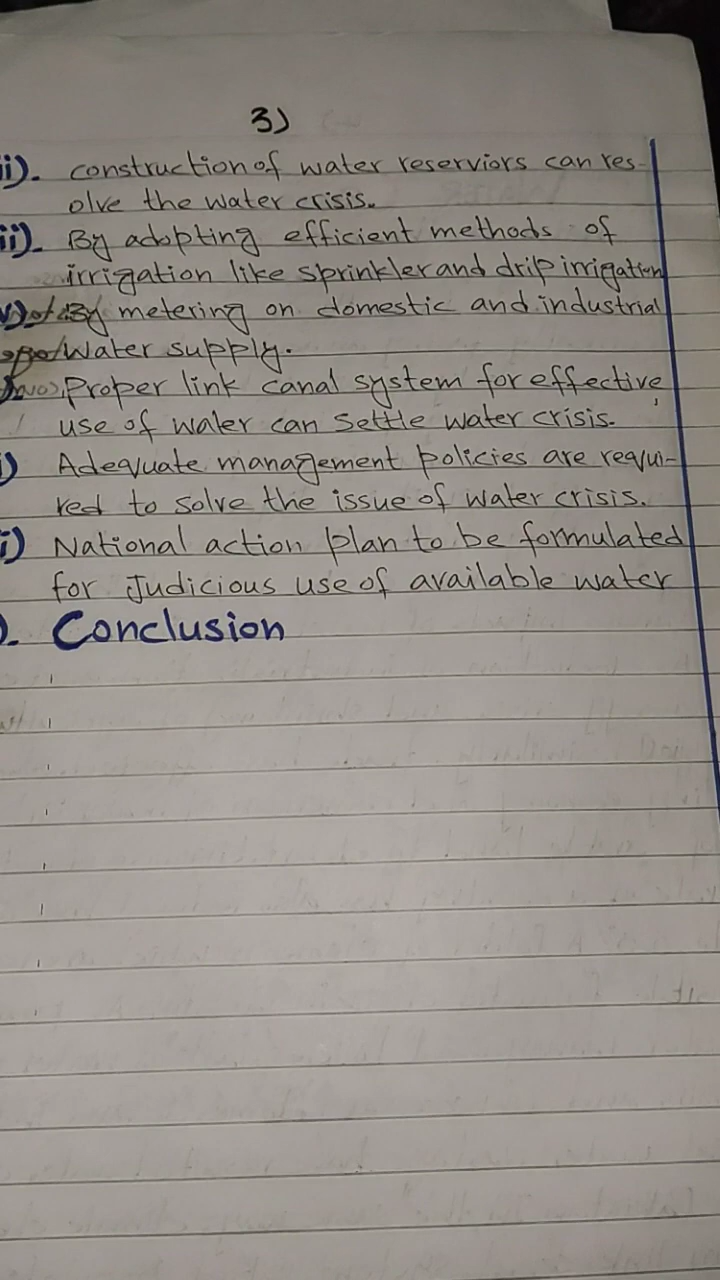 3)
ii). construction of water reserviors can res-
olve the water crisis.
ii). By adopting efficient methods of
irrigation like sprinkler and drip irrigation
By metering on domestic and industrial
water supply.
Proper link canal system for effective
use of water can settle water crisis.
i) Adequate management policies are requi-
red to solve the issue of water crisis.
i) National action plan to be formulated
for Judicious use of available water
). Conclusion